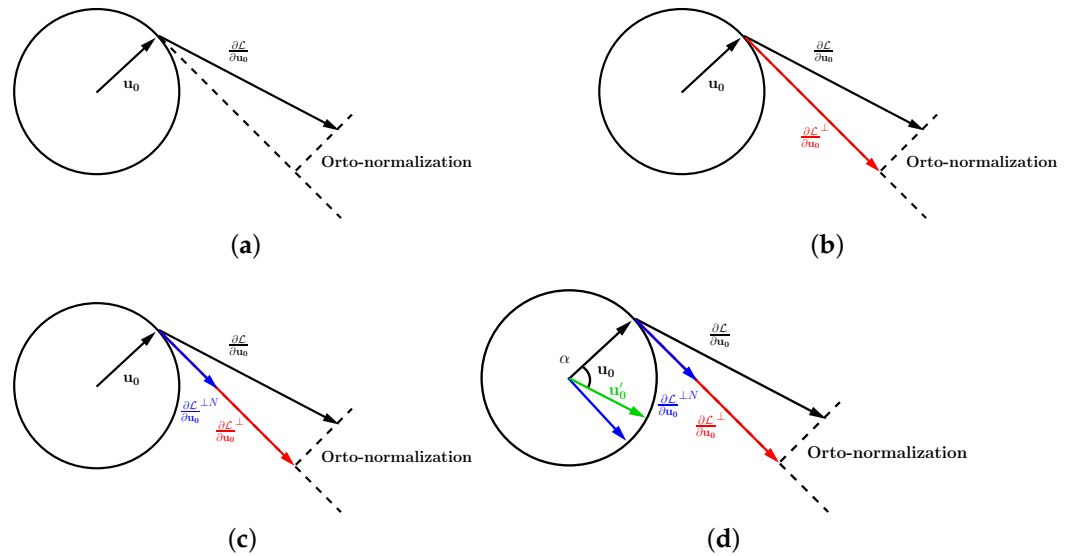 ∂ℒ/∂u₀
u₀
Orto-normalization
(a)
∂ℒ/∂u₀
u₀
∂ℒ/∂u₀^⊥
Orto-normalization
(b)
∂ℒ/∂u₀
u₀
∂ℒ/∂u₀^⊥N
∂ℒ/∂u₀^⊥
Orto-normalization
(c)
∂ℒ/∂u₀
α
u₀
u₀′
∂ℒ/∂u₀^⊥N
∂ℒ/∂u₀^⊥
Orto-normalization
(d)